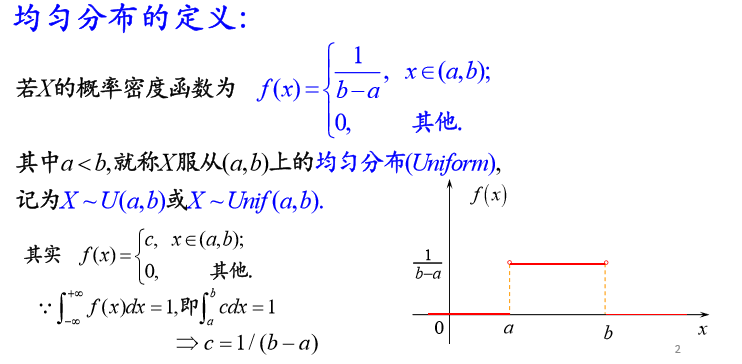 均匀分布的定义:
若X的概率密度函数为 f(x)={ 1/(b−a), x∈(a,b);
0, 其他.
其中a<b,就称X服从(a,b)上的均匀分布(Uniform),
记为X~U(a,b)或X~Unif(a,b).
其实 f(x)={ c, x∈(a,b);
0, 其他.
∵∫_{−∞}^{+∞} f(x)dx=1,即∫_a^b cdx=1
⇒c=1/(b−a)
f(x)
1/(b−a)
0 a b x
2